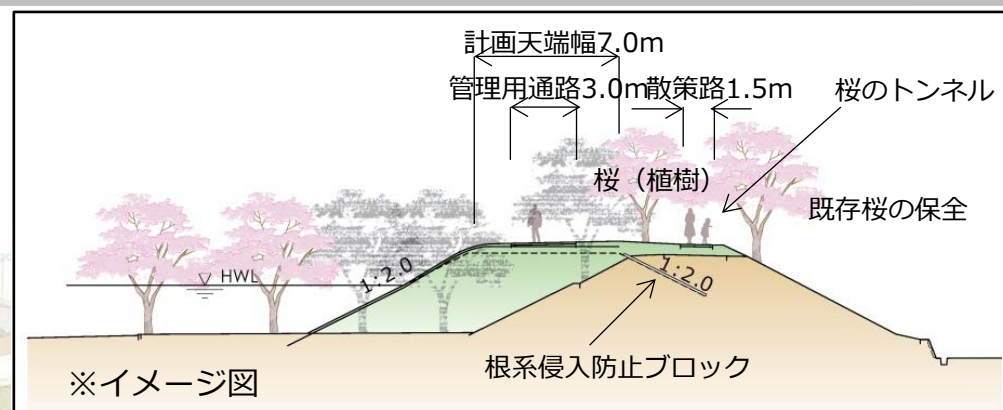 計画天端幅7.0m
管理用通路3.0m
散策路1.5m
桜のトンネル
桜（植樹）
既存桜の保全
HWL
1:2.0
1:2.0
根系侵入防止ブロック
※イメージ図